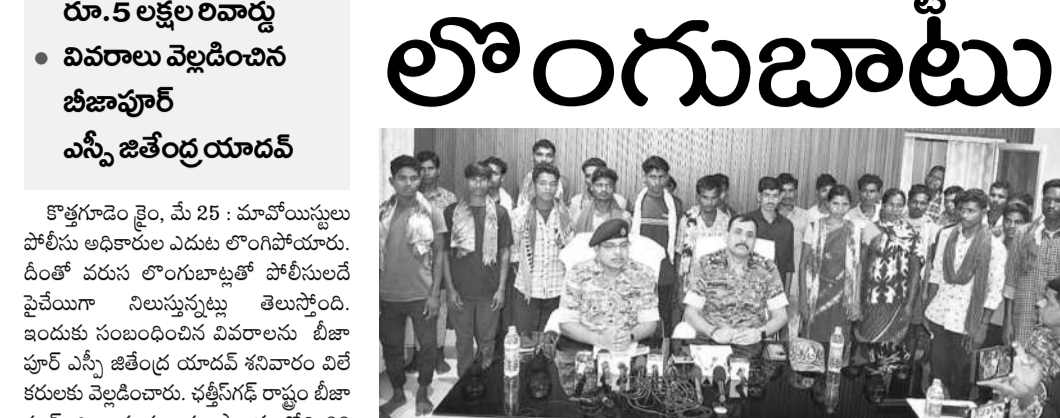 రూ.5 లక్షల రివార్డు
● వివరాలు వెల్లడించిన
బీజాపూర్
ఎస్పీ జితేంద్ర యాదవ్
లొంగుబాటు
కొత్తగూడెం క్రైం, మే 25 : మావోయిస్టులు
పోలీసు అధికారుల ఎదుట లొంగిపోయారు.
దీంతో వరుస లొంగుబాట్లతో పోలీసులదే
పైచేయిగా నిలుస్తున్నట్లు తెలుస్తోంది.
ఇందుకు సంబంధించిన వివరాలను బీజా
పూర్ ఎస్పీ జితేంద్ర యాదవ్ శనివారం విలే
కరులకు వెల్లడించారు. ఛత్తీస్‌గఢ్ రాష్ట్రం బీజా